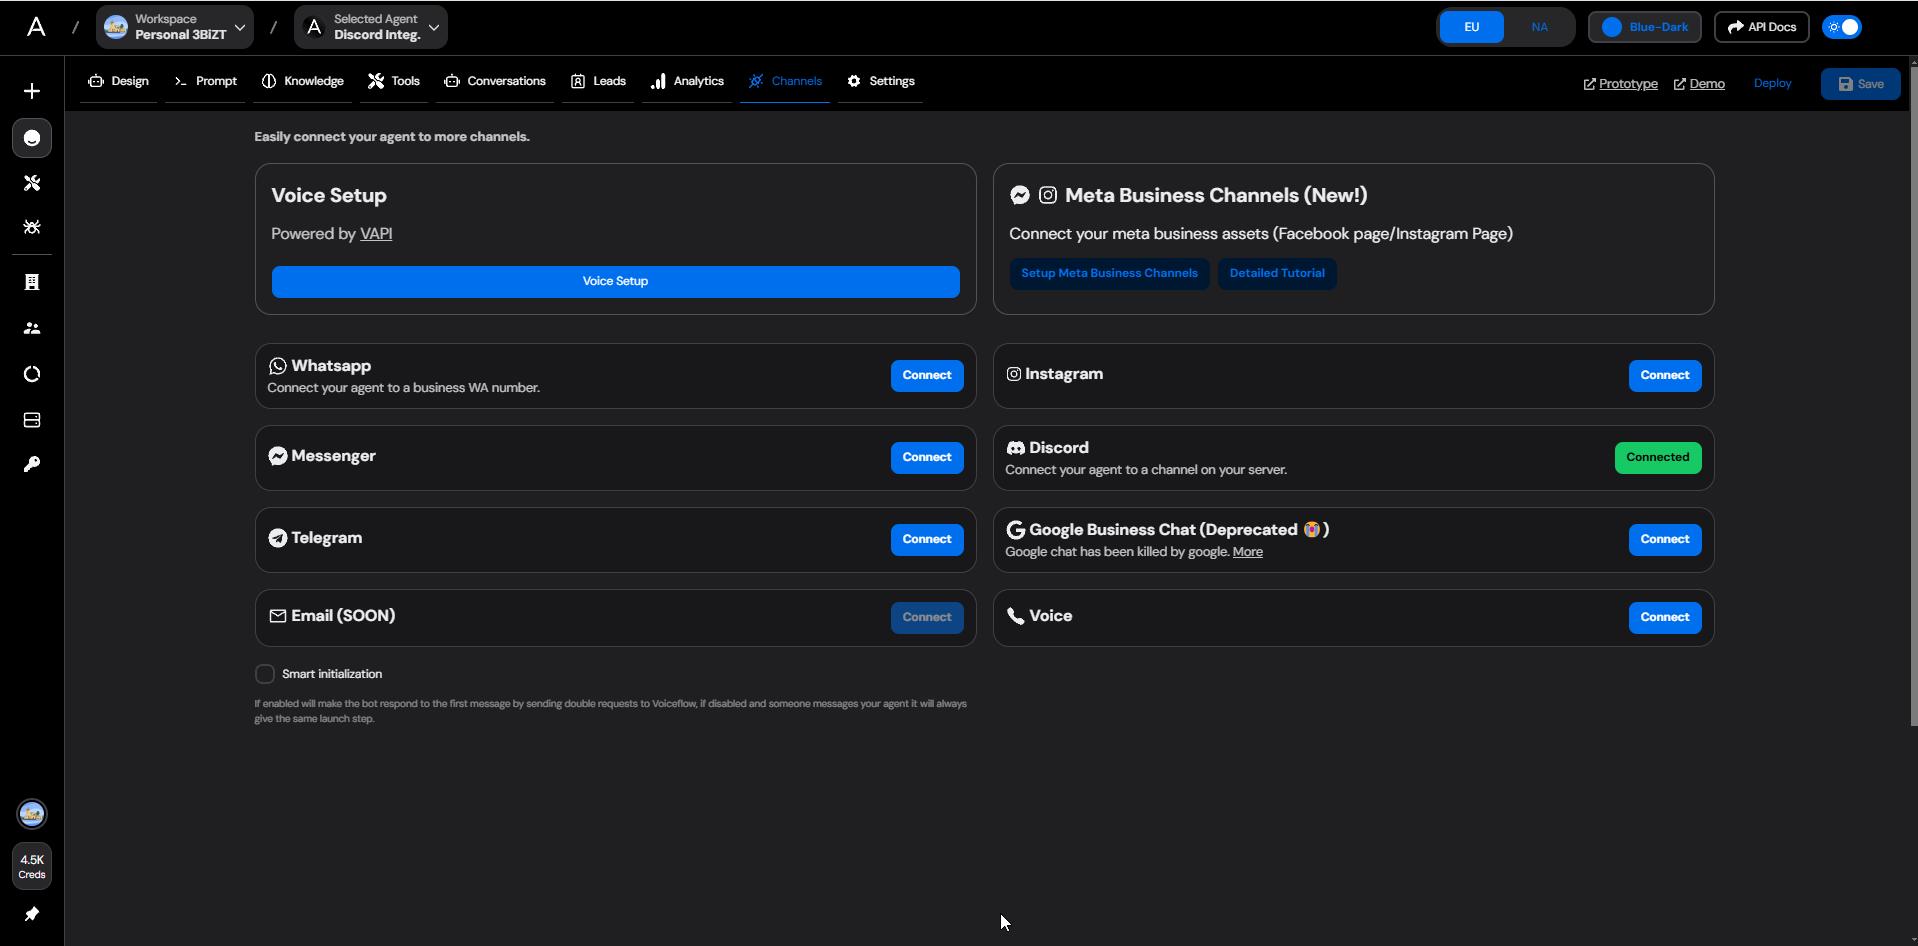 A
/
Workspace
Personal 3BiZT
/
A
Selected Agent
Discord Integ.
EU
NA
Blue-Dark
API Docs
Design
Prompt
Knowledge
Tools
Conversations
Leads
Analytics
Channels
Settings
Prototype
Demo
Deploy
Save
Easily connect your agent to more channels.
Voice Setup
Powered by VAPI
Voice Setup
Meta Business Channels (New!)
Connect your meta business assets (Facebook page/Instagram Page)
Setup Meta Business Channels
Detailed Tutorial
Whatsapp
Connect your agent to a business WA number.
Connect
Instagram
Connect
Messenger
Connect
Discord
Connect your agent to a channel on your server.
Connected
Telegram
Connect
Google Business Chat (Deprecated 😭)
Google chat has been killed by google. More
Connect
Email (SOON)
Connect
Voice
Connect
Smart initialization
If enabled will make the bot respond to the first message by sending double requests to Voiceflow, if disabled and someone messages your agent it will always
give the same launch step.
4.5K
Creds